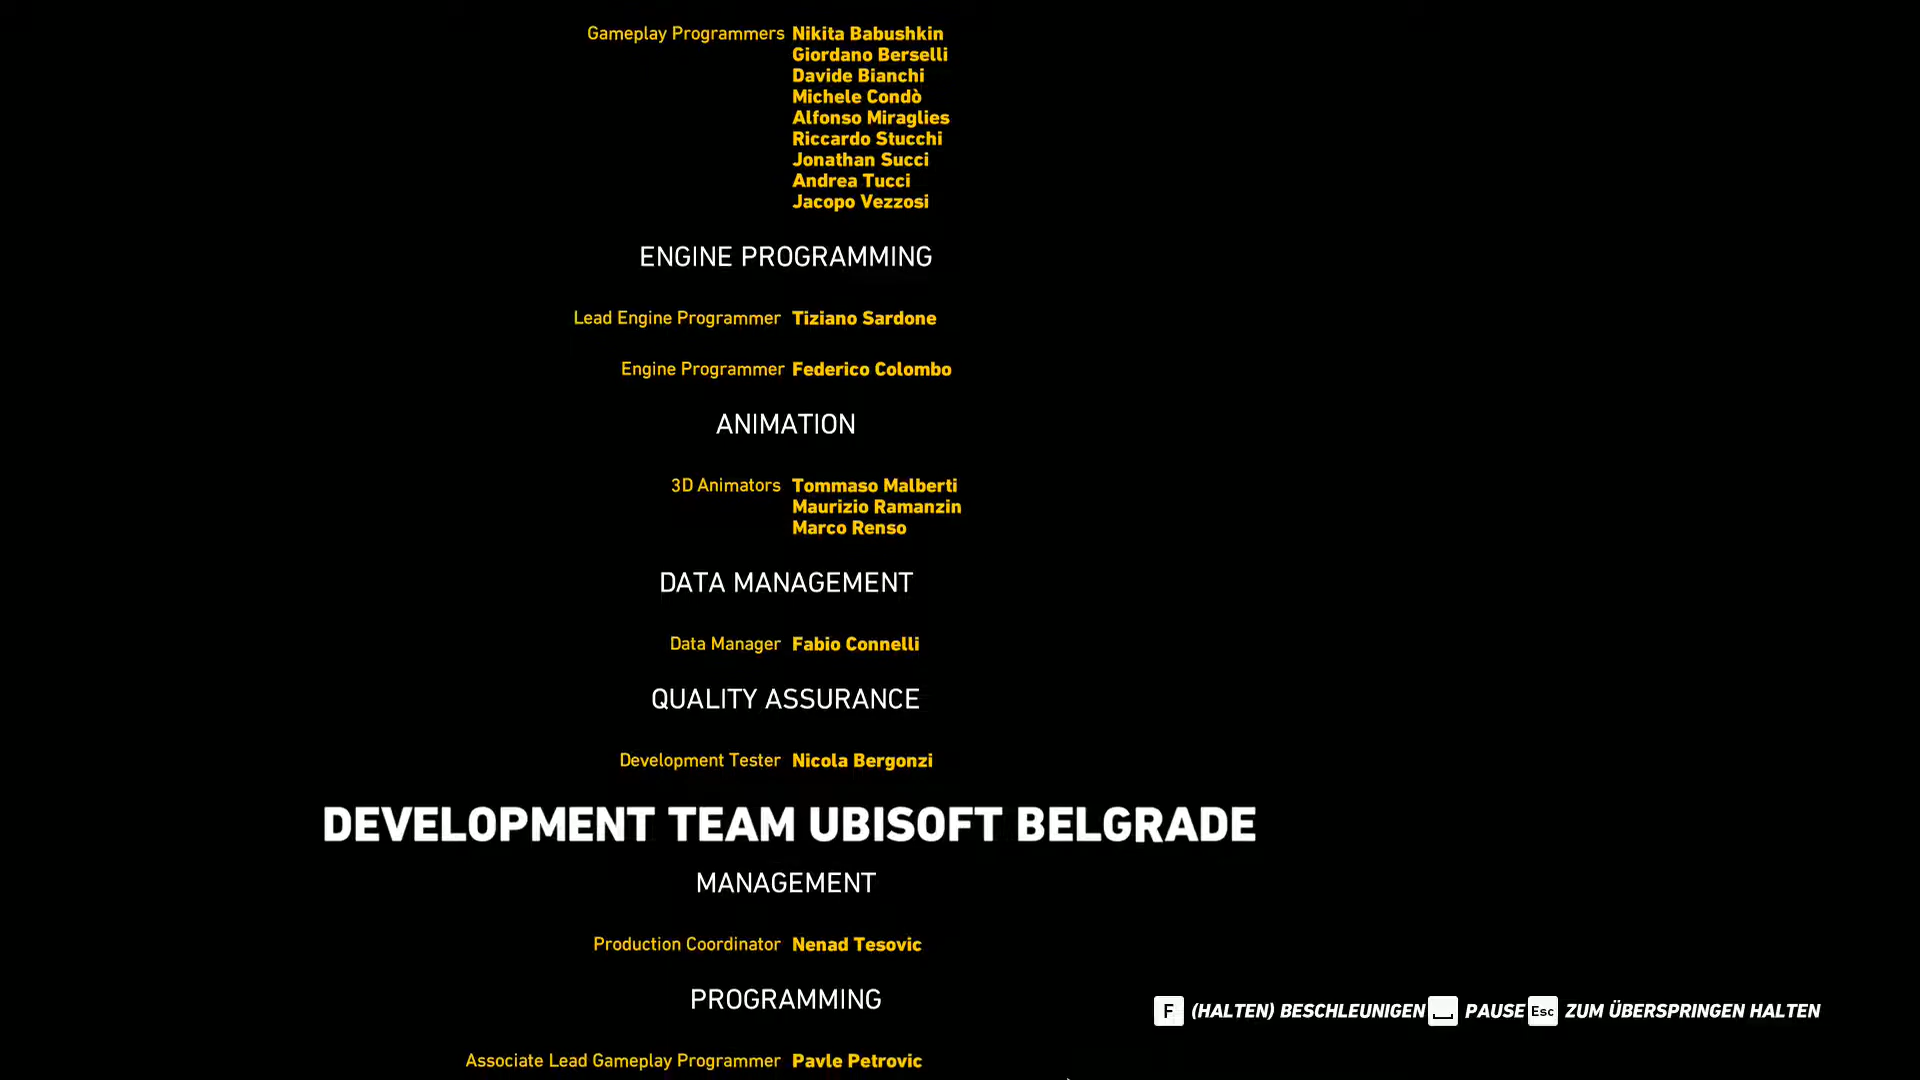 Gameplay Programmers Nikita Babushkin
Giordano Berselli
Davide Bianchi
Michele Condò
Alfonso Miraglies
Riccardo Stucchi
Jonathan Succi
Andrea Tucci
Jacopo Vezzosi
ENGINE PROGRAMMING
Lead Engine Programmer Tiziano Sardone
Engine Programmer Federico Colombo
ANIMATION
3D Animators Tommaso Malberti
Maurizio Ramanzin
Marco Renso
DATA MANAGEMENT
Data Manager Fabio Connelli
QUALITY ASSURANCE
Development Tester Nicola Bergonzi
DEVELOPMENT TEAM UBISOFT BELGRADE
MANAGEMENT
Production Coordinator Nenad Tesovic
PROGRAMMING
F (HALTEN) BESCHLEUNIGEN PAUSE Esc ZUM ÜBERSPRINGEN HALTEN
Associate Lead Gameplay Programmer Pavle Petrovic